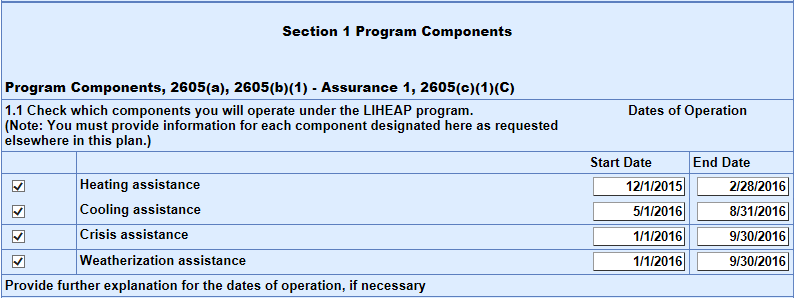 Section 1 Program Components
Program Components, 2605(a), 2605(b)(1) - Assurance 1, 2605(c)(1)(C)
1.1 Check which components you will operate under the LIHEAP program. Dates of Operation
(Note: You must provide information for each component designated here as requested
elsewhere in this plan.)
Start Date End Date
Heating assistance 12/1/2015 2/28/2016
Cooling assistance 5/1/2016 8/31/2016
Crisis assistance 1/1/2016 9/30/2016
Weatherization assistance 1/1/2016 9/30/2016
Provide further explanation for the dates of operation, if necessary